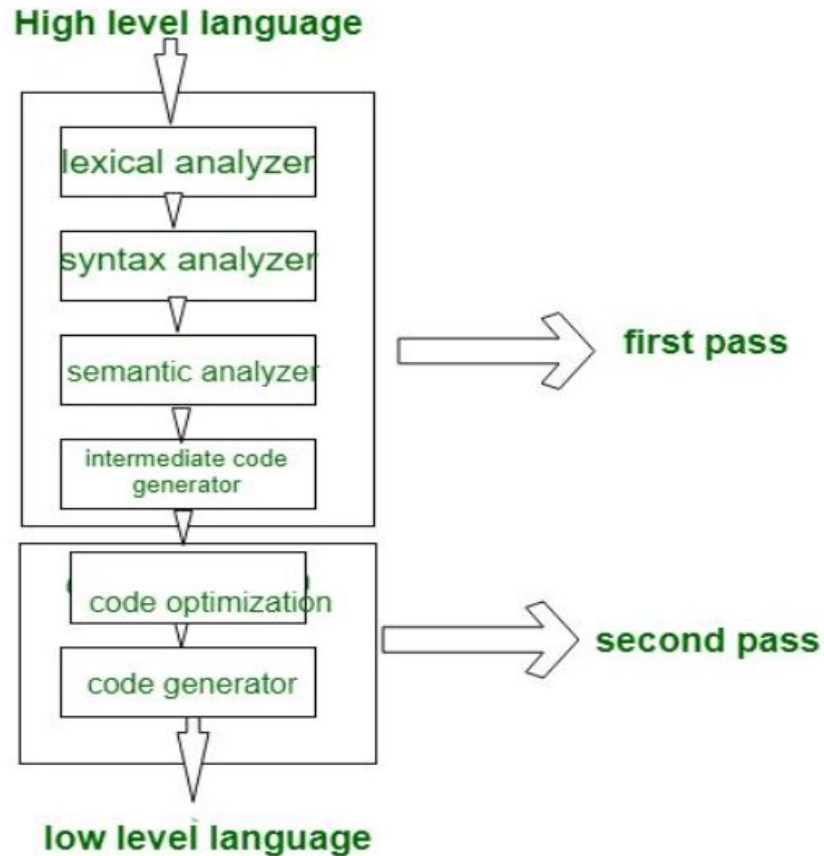 High level language
lexical analyzer
syntax analyzer
semantic analyzer
first pass
intermediate code
generator
code optimization
second pass
code generator
low level language